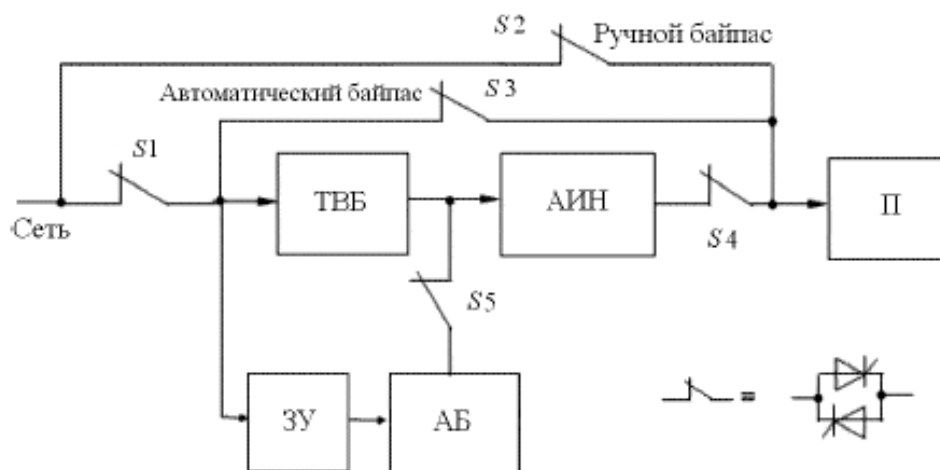 S2
Ручной байпас
Автоматический байпас
S3
S1
ТВБ
АИН
П
Сеть
S4
S5
ЗУ
АБ
=